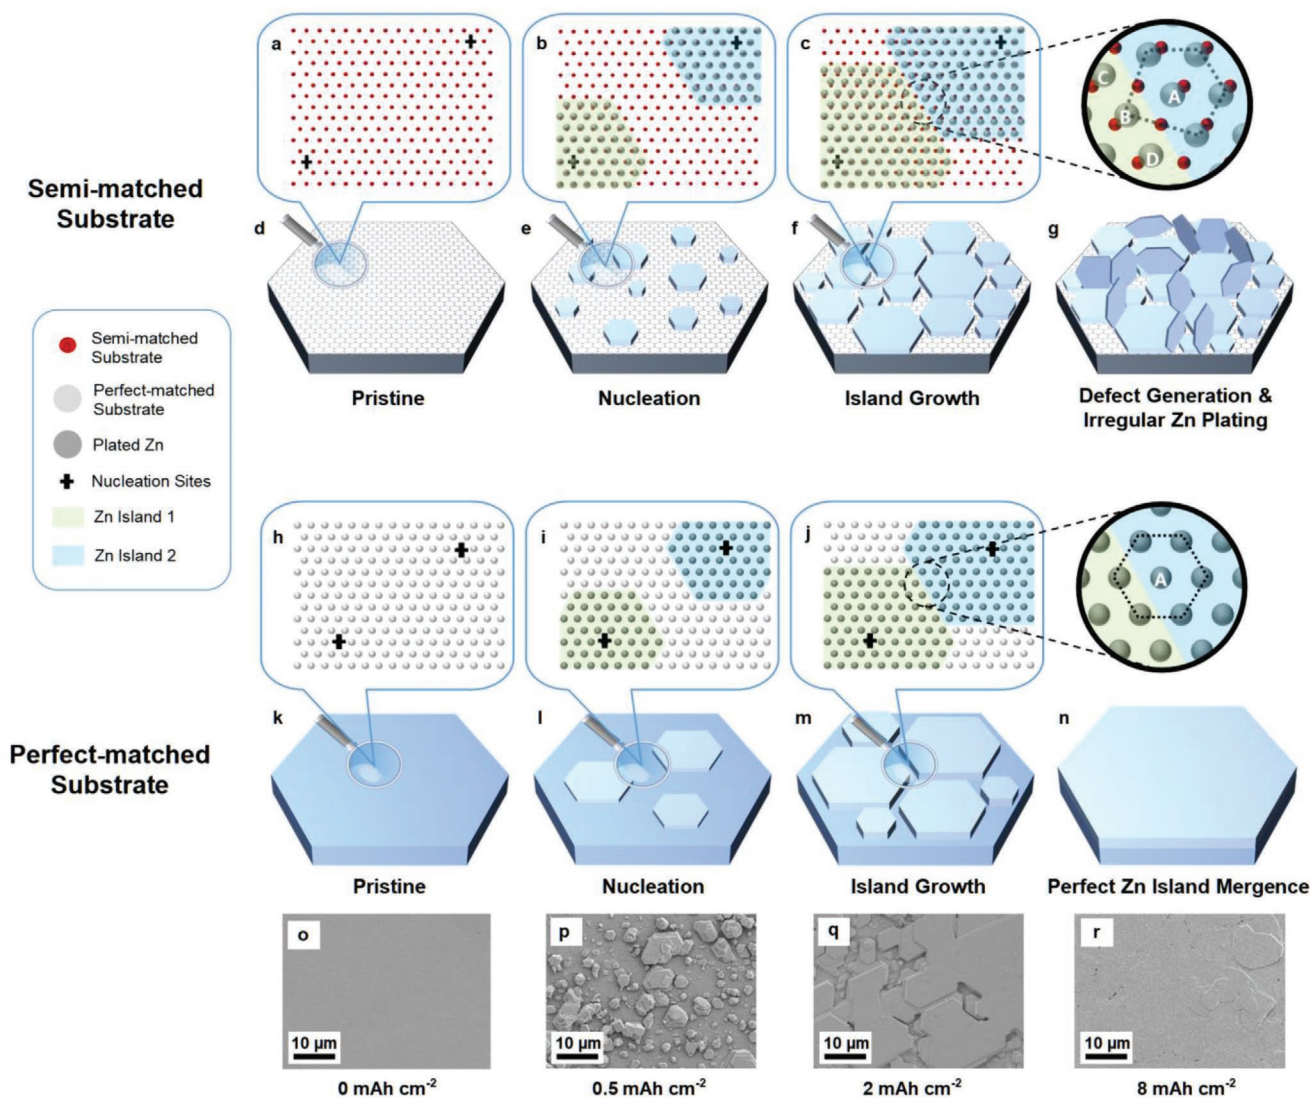 a
b
c
C
A
B
D
Semi-matched
Substrate
d
e
f
g
Pristine
Nucleation
Island Growth
Defect Generation &
Irregular Zn Plating
Semi-matched
Substrate
Perfect-matched
Substrate
Plated Zn
Nucleation Sites
Zn Island 1
Zn Island 2
h
i
j
A
Perfect-matched
Substrate
k
l
m
n
Pristine
Nucleation
Island Growth
Perfect Zn Island Mergence
o
p
q
r
10 µm
10 µm
10 µm
10 µm
0 mAh cm⁻²
0.5 mAh cm⁻²
2 mAh cm⁻²
8 mAh cm⁻²